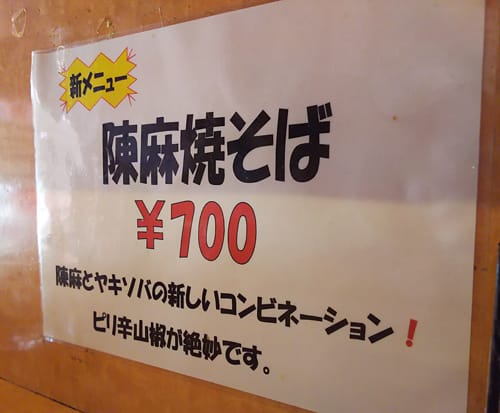 新メニュー
陳麻焼そば
¥700
陳麻とヤキソバの新しいコンビネーション！
ピリ辛山椒が絶妙です。